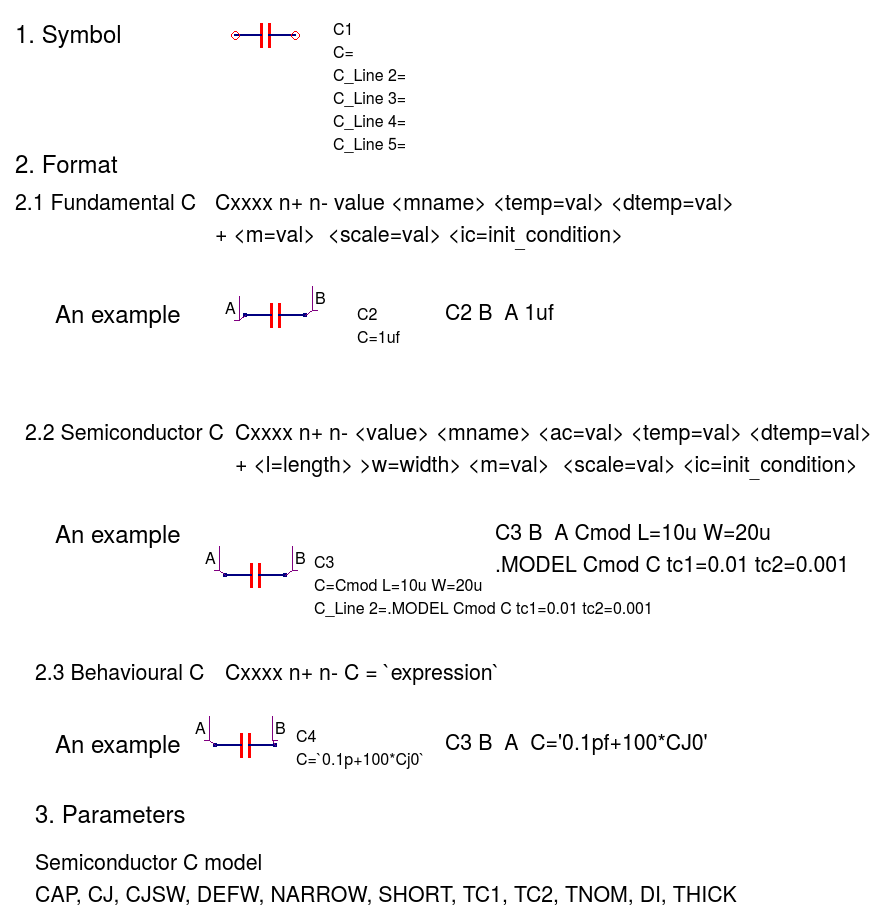 1. Symbol
C1
C=
C_Line 2=
C_Line 3=
C_Line 4=
C_Line 5=
2. Format
2.1 Fundamental C Cxxxx n+ n- value <mname> <temp=val> <dtemp=val>
+ <m=val> <scale=val> <ic=init_condition>
An example
A
B
C2
C=1uf
C2 B A 1uf
2.2 Semiconductor C Cxxxx n+ n- <value> <mname> <ac=val> <temp=val> <dtemp=val>
+ <l=length> >w=width> <m=val> <scale=val> <ic=init_condition>
An example
A
B
C3
C=Cmod L=10u W=20u
C_Line 2=.MODEL Cmod C tc1=0.01 tc2=0.001
C3 B A Cmod L=10u W=20u
.MODEL Cmod C tc1=0.01 tc2=0.001
2.3 Behavioural C Cxxxx n+ n- C = `expression`
An example
A
B
C4
C=`0.1p+100*Cj0`
C3 B A C='0.1pf+100*CJ0'
3. Parameters
Semiconductor C model
CAP, CJ, CJSW, DEFW, NARROW, SHORT, TC1, TC2, TNOM, DI, THICK